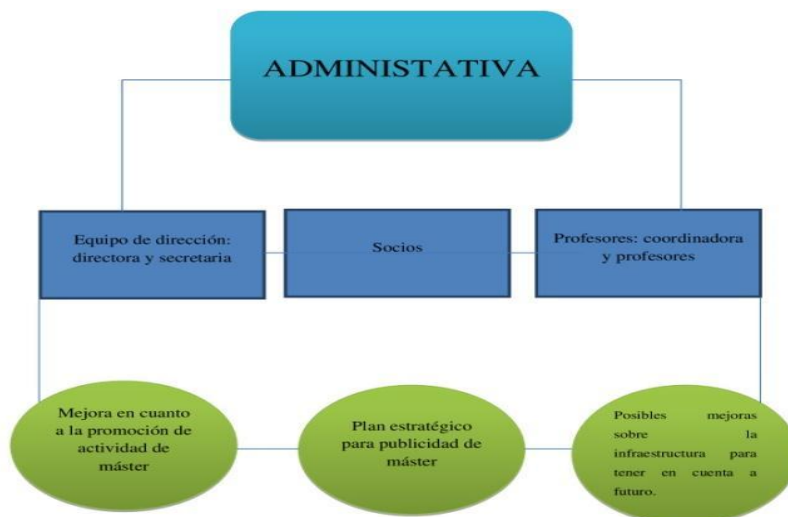 ADMINISTATIVA
Equipo de dirección:
directora y secretaria
Socios
Profesores: coordinadora
y profesores
Mejora en cuanto
a la promoción de
actividad de
máster
Plan estratégico
para publicidad de
máster
Posibles mejoras
sobre la
infraestructura para
tener en cuenta a
futuro.